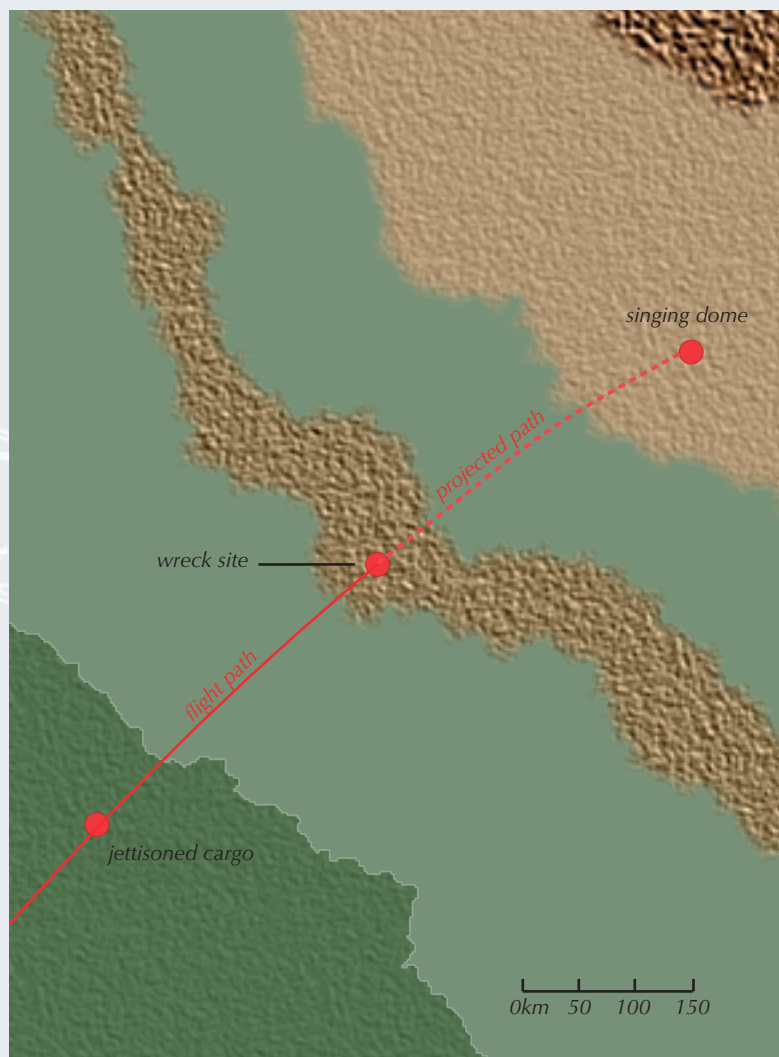 singing dome
projected path
wreck site
flight path
jettisoned cargo
0km 50 100 150